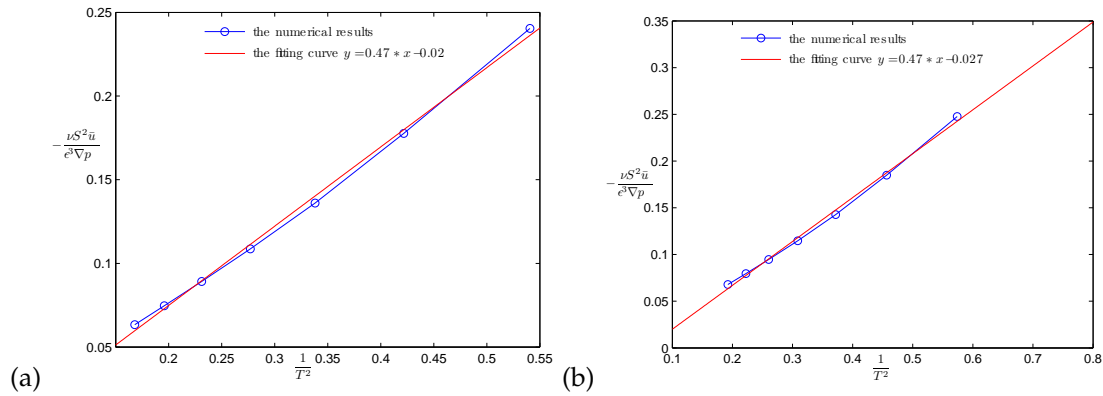 0.25
0.2
0.15
0.1
0.05
−νS²ū/ϵ³∇p
the numerical results
the fitting curve y =0.47 ∗ x–0.02
0.2
0.25
0.3
0.35
0.4
0.45
0.5
0.55
1/T²
(a)
0.35
0.3
0.25
0.2
0.15
0.1
0.05
0
−νS²ū/ϵ³∇p
the numerical results
the fiting curve y =0.47 ∗ x–0.027
0.1
0.2
0.3
0.4
0.5
0.6
0.7
0.8
1/T²
(b)